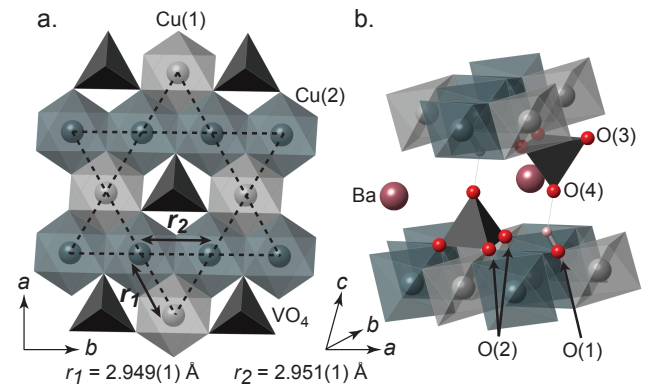 a.
Cu(1)
Cu(2)
r2
r1
VO4
a
b
r1 = 2.949(1) Å r2 = 2.951(1) Å
b.
O(3)
O(4)
Ba
c
b
a
O(2)
O(1)